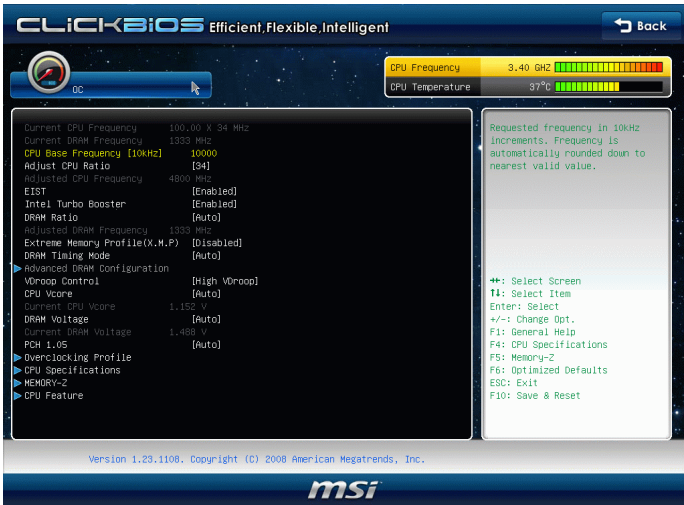 CLiCKBiOS Efficient,Flexible,Intelligent
Back
OC
CPU Frequency 3.40 GHZ
CPU Temperature 37°C
Current CPU Frequency 100.00 X 34 MHz
Current DRAM Frequency 1333 MHz
CPU Base Frequency [10kHz] 10000
Adjust CPU Ratio [34]
Adjusted CPU Frequency 4800 MHz
EIST [Enabled]
Intel Turbo Booster [Enabled]
DRAM Ratio [Auto]
Adjusted DRAM Frequency 1333 MHz
Extreme Memory Profile(X.M.P) [Disabled]
DRAM Timing Mode [Auto]
Advanced DRAM Configuration
VDroop Control [High VDroop]
CPU Vcore [Auto]
Current CPU Vcore 1.152 V
DRAM Voltage [Auto]
Current DRAM Voltage 1.488 V
PCH 1.05 [Auto]
Overclocking Profile
CPU Specifications
MEMORY-Z
CPU Feature
Requested frequency in 10kHz
increments. Frequency is
automatically rounded down to
nearest valid value.
→←: Select Screen
↑↓: Select Item
Enter: Select
+/-: Change Opt.
F1: General Help
F4: CPU Specifications
F5: Memory-Z
F6: Optimized Defaults
ESC: Exit
F10: Save & Reset
Version 1.23.1108. Copyright (C) 2008 American Megatrends, Inc.
msi